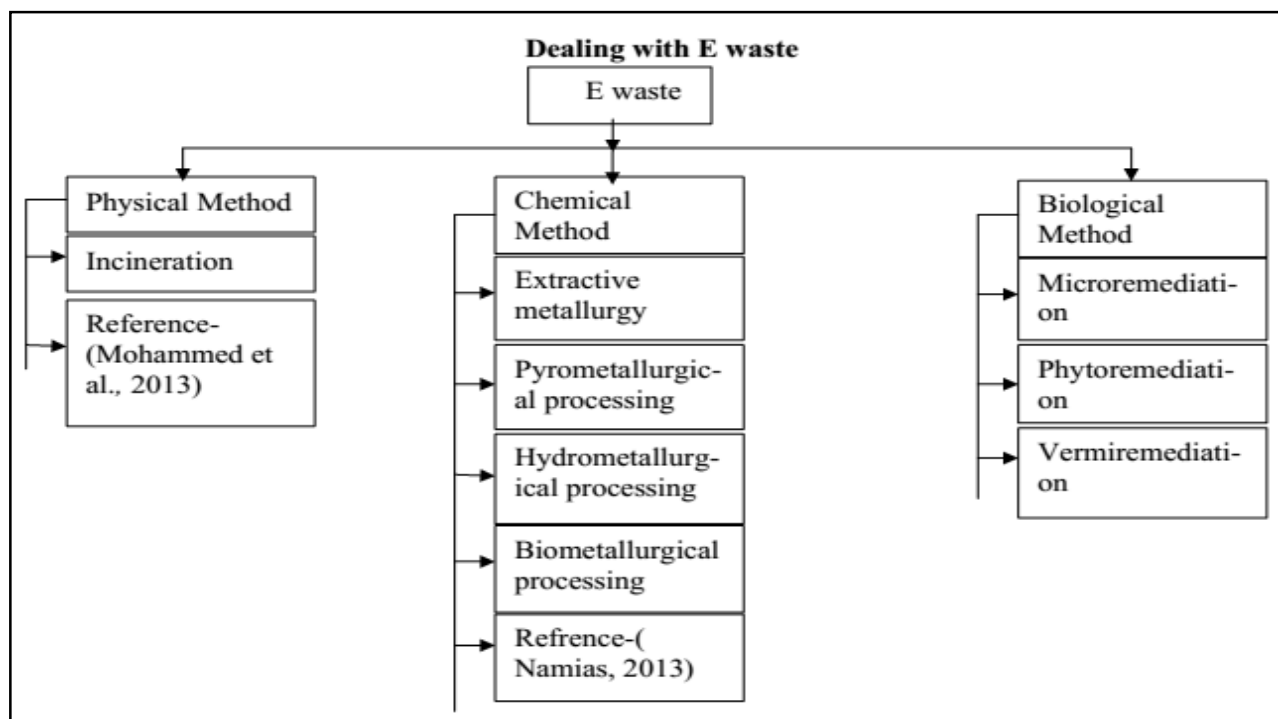 Dealing with E waste
E waste
Physical Method
Incineration
Reference-
(Mohammed et
al., 2013)
Chemical
Method
Extractive
metallurgy
Pyrometallurgic-
al processing
Hydrometallurg-
ical processing
Biometallurgical
processing
Refrence-(
Namias, 2013)
Biological
Method
Microremediati-
on
Phytoremediati-
on
Vermiremediati-
on